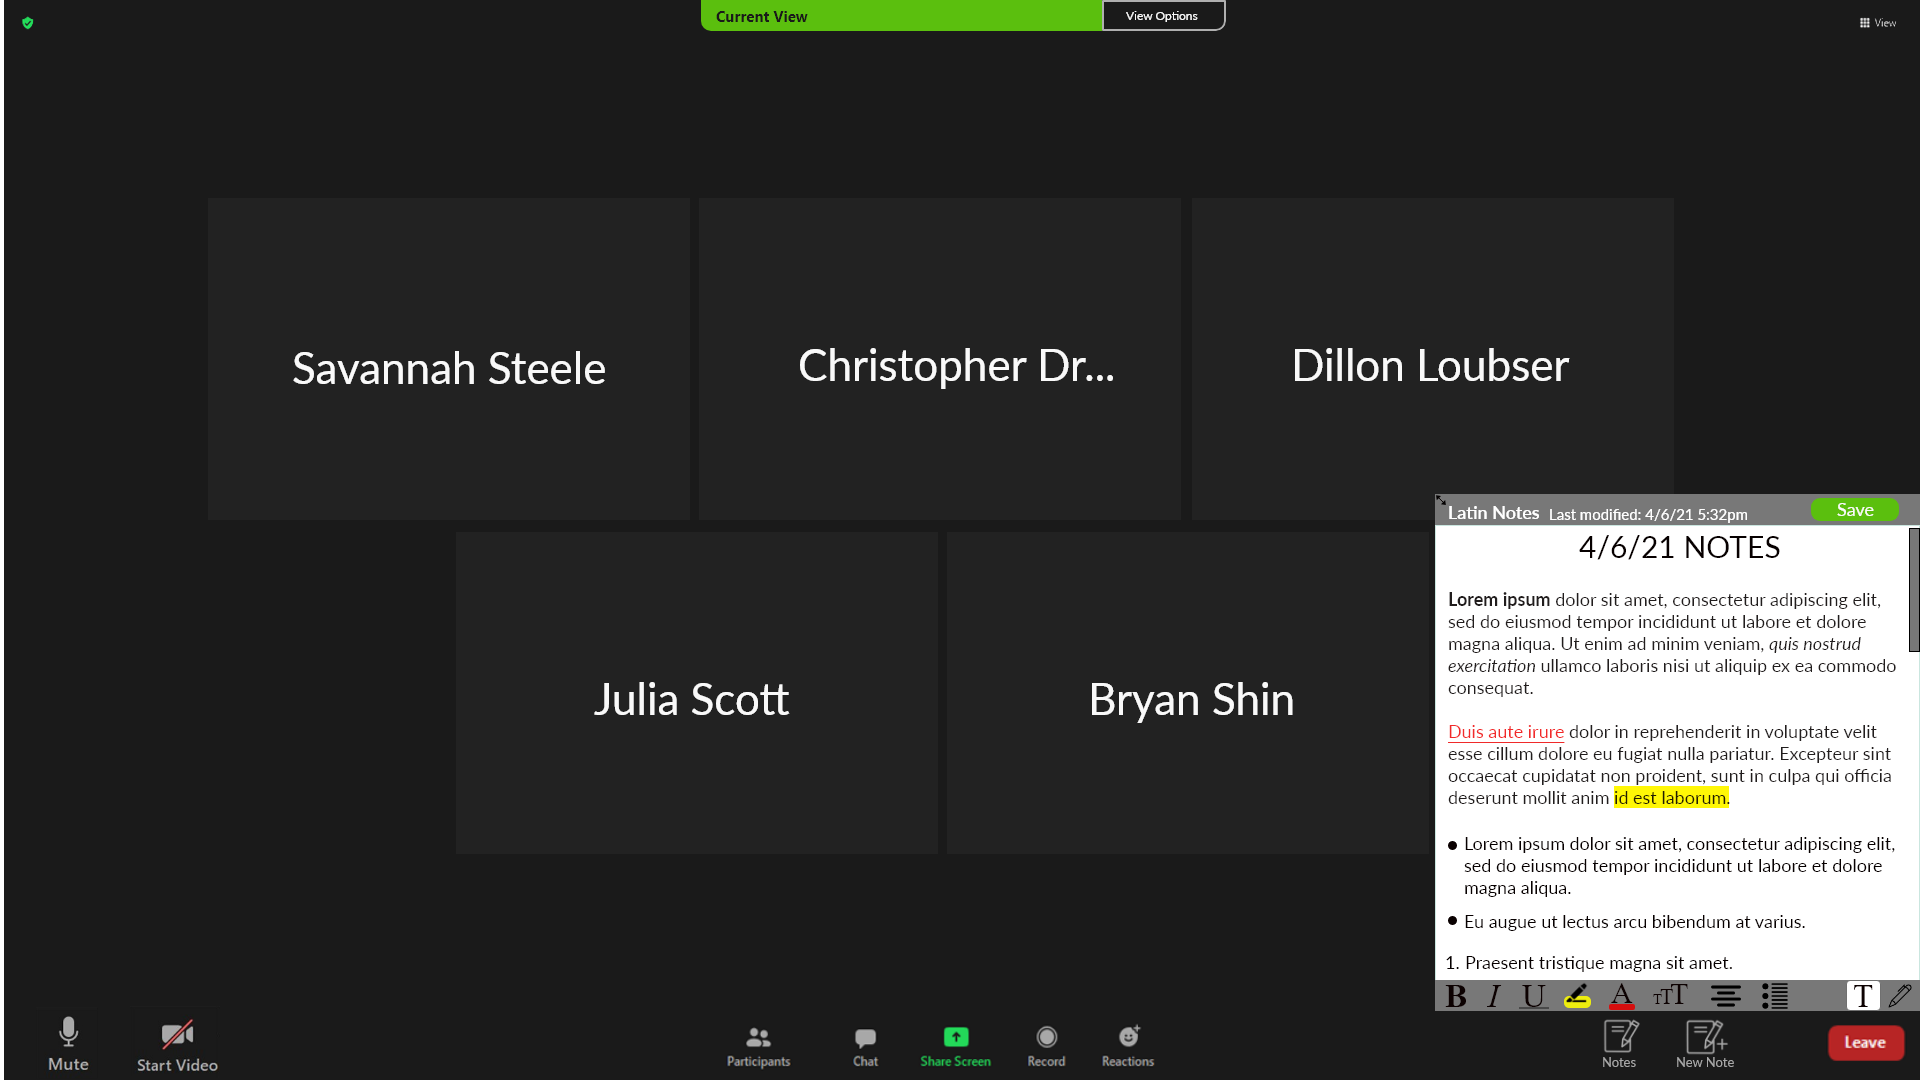 Current View
View Options
View
Savannah Steele
Christopher Dr...
Dillon Loubser
Julia Scott
Bryan Shin
Latin Notes Last modified: 4/6/21 5:32pm
Save
4/6/21 NOTES
Lorem ipsum dolor sit amet, consectetur adipiscing elit,
sed do eiusmod tempor incididunt ut labore et dolore
magna aliqua. Ut enim ad minim veniam, quis nostrud
exercitation ullamco laboris nisi ut aliquip ex ea commodo
consequat.
Duis aute irure dolor in reprehenderit in voluptate velit
esse cillum dolore eu fugiat nulla pariatur. Excepteur sint
occaecat cupidatat non proident, sunt in culpa qui officia
deserunt mollit anim id est laborum.
● Lorem ipsum dolor sit amet, consectetur adipiscing elit,
sed do eiusmod tempor incididunt ut labore et dolore
magna aliqua.
● Eu augue ut lectus arcu bibendum at varius.
1. Praesent tristique magna sit amet.
B I U A TTT T
Mute
Start Video
Participants
Chat
Share Screen
Record
Reactions
Notes
New Note
Leave